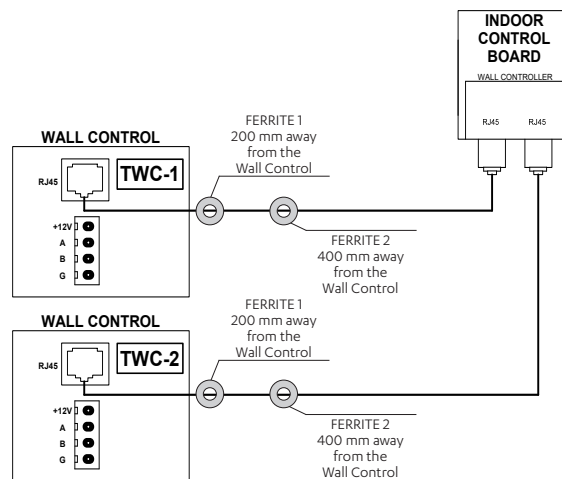 INDOOR
CONTROL
BOARD
WALL CONTROLLER
RJ45 RJ45
FERRITE 1
200 mm away
from the
Wall Control
WALL CONTROL
RJ45
TWC-1
+12V
A
B
G
FERRITE 2
400 mm away
from the
Wall Control
FERRITE 1
200 mm away
from the
Wall Control
WALL CONTROL
RJ45
TWC-2
+12V
A
B
G
FERRITE 2
400 mm away
from the
Wall Control